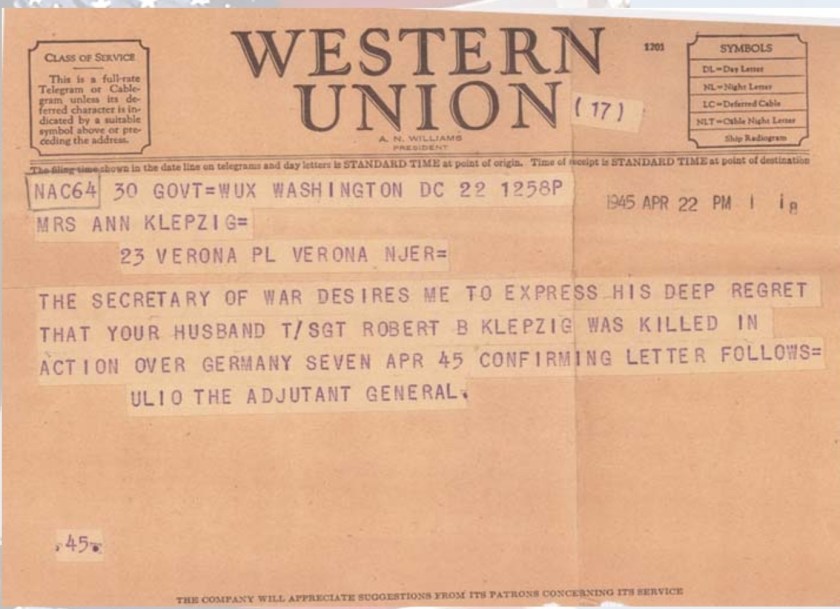 CLASS OF SERVICE
This is a full-rate
Telegram or Cable-
gram unless its de-
ferred character is in-
dicated by a suitable
symbol above or pre-
ceding the address.
WESTERN
UNION
(17)
A. N. WILLIAMS
PRESIDENT
1201
SYMBOLS
DL=Day Letter
NL=Night Letter
LC=Deferred Cable
NLT=Cable Night Letter
Ship Radiogram
The filing time shown in the date line on telegrams and day letters is STANDARD TIME at point of origin. Time of receipt is STANDARD TIME at point of destination
NAC64 30 GOVT=WUX WASHINGTON DC 22 1258P
1945 APR 22 PM 1 18
MRS ANN KLEPZIG=
23 VERONA PL VERONA NJER=
THE SECRETARY OF WAR DESIRES ME TO EXPRESS HIS DEEP REGRET
THAT YOUR HUSBAND T/SGT ROBERT B KLEPZIG WAS KILLED IN
ACTION OVER GERMANY SEVEN APR 45 CONFIRMING LETTER FOLLOWS=
ULIO THE ADJUTANT GENERAL.
.45.
THE COMPANY WILL APPRECIATE SUGGESTIONS FROM ITS PATRONS CONCERNING ITS SERVICE